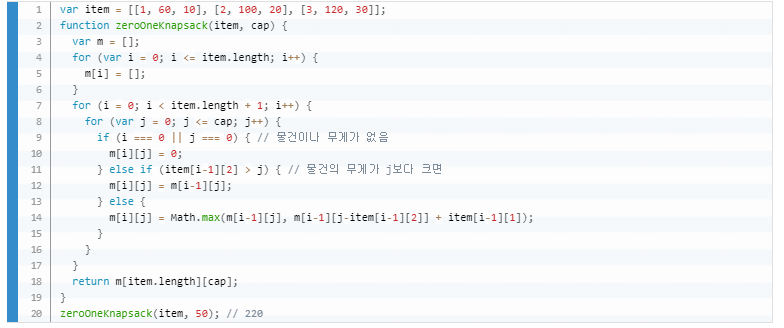 1 var item = [[1, 60, 10], [2, 100, 20], [3, 120, 30]];
2 function zeroOneKnapsack(item, cap) {
3 var m = [];
4 for (var i = 0; i <= item.length; i++) {
5 m[i] = [];
6 }
7 for (i = 0; i < item.length + 1; i++) {
8 for (var j = 0; j <= cap; j++) {
9 if (i === 0 || j === 0) { // 물건이나 무게가 없음
10 m[i][j] = 0;
11 } else if (item[i-1][2] > j) { // 물건의 무게가 j보다 크면
12 m[i][j] = m[i-1][j];
13 } else {
14 m[i][j] = Math.max(m[i-1][j], m[i-1][j-item[i-1][2]] + item[i-1][1]);
15 }
16 }
17 }
18 return m[item.length][cap];
19 }
20 zeroOneKnapsack(item, 50); // 220